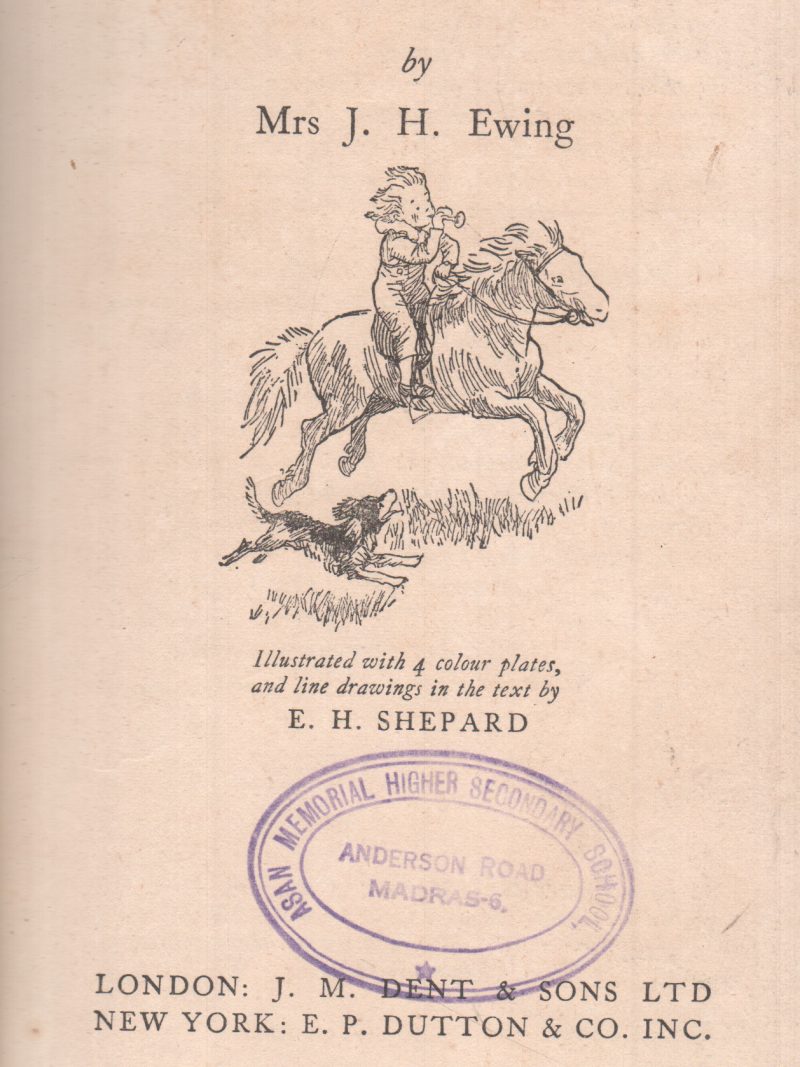 by
Mrs J. H. Ewing
Illustrated with 4 colour plates,
and line drawings in the text by
E. H. SHEPARD
ASAN MEMORIAL HIGHER SECONDARY SCHOOL,
ANDERSON ROAD
MADRAS-6.
LONDON: J. M. DENT & SONS LTD
NEW YORK: E. P. DUTTON & CO. INC.